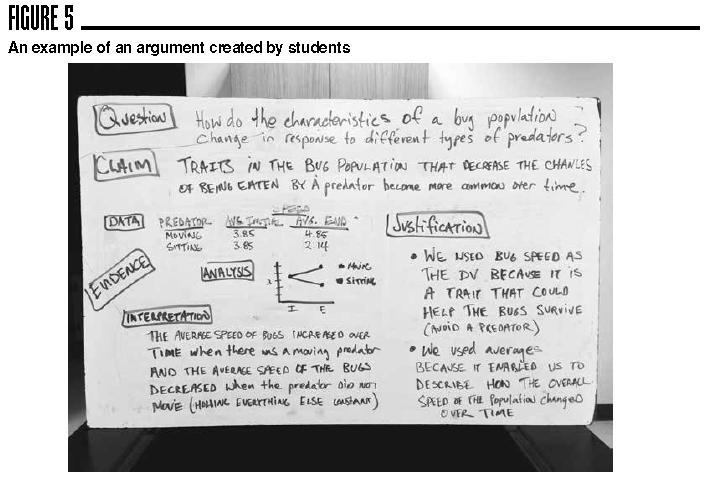 FIGURE 5
An example of an argument created by students
Question
How do the characteristics of a bug population
change in response to different types of predators?
CLAIM
TRAITS IN THE BUG POPULATION THAT DECREASE THE CHANCES
OF BEING EATEN BY A predator become more common over time.
EVIDENCE
DATA
SPEED
PREDATOR AVG INITIAL AVG. END
MOVING 3.85 4.85
SITTING 3.85 2.14
ANALYSIS
MOVING
SITTING
I E
INTERPRETATION
THE AVERAGE SPEED OF BUGS INCREASED OVER
TIME when there was a moving predator
AND THE AVERAGE SPEED OF THE BUGS
DECREASED when the predator DID NOT
MOVE (HOLDING EVERYTHING ELSE CONSTANT)
JUSTIFICATION
• WE USED BUG SPEED AS
THE DV BECAUSE IT IS
A TRAIT THAT COULD
HELP THE BUGS SURVIVE
(AVOID A PREDATOR)
• We used averages
BECAUSE IT ENABLED US TO
DESCRIBE HOW THE OVERALL
SPEED OF THE POPULATION CHANGED
OVER TIME